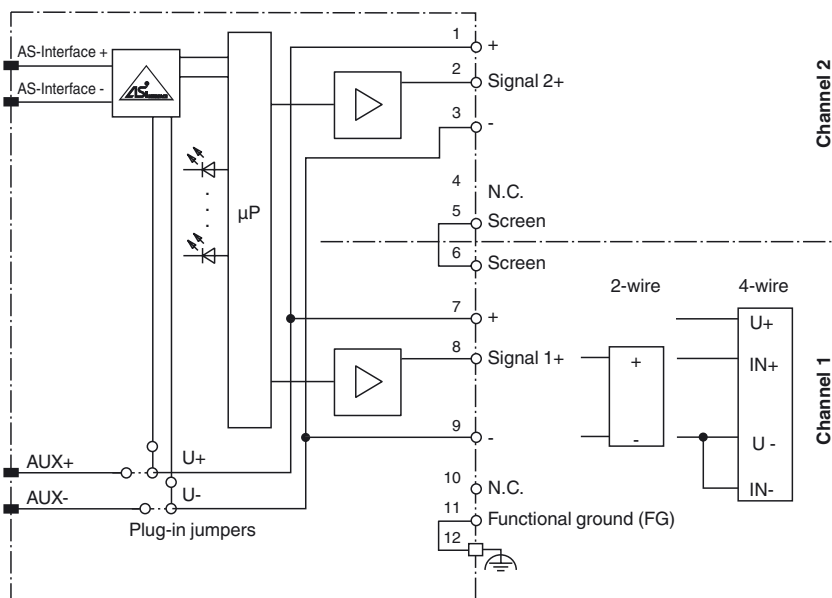 AS-Interface +
AS-Interface -
μP
AUX+
AUX-
U+
U-
Plug-in jumpers
1
+
2
Signal 2+
3
-
4
N.C.
5
Screen
6
Screen
7
+
8
Signal 1+
9
-
10
N.C.
11
Functional ground (FG)
12
2-wire
+
-
4-wire
U+
IN+
U -
IN-
Channel 2
Channel 1